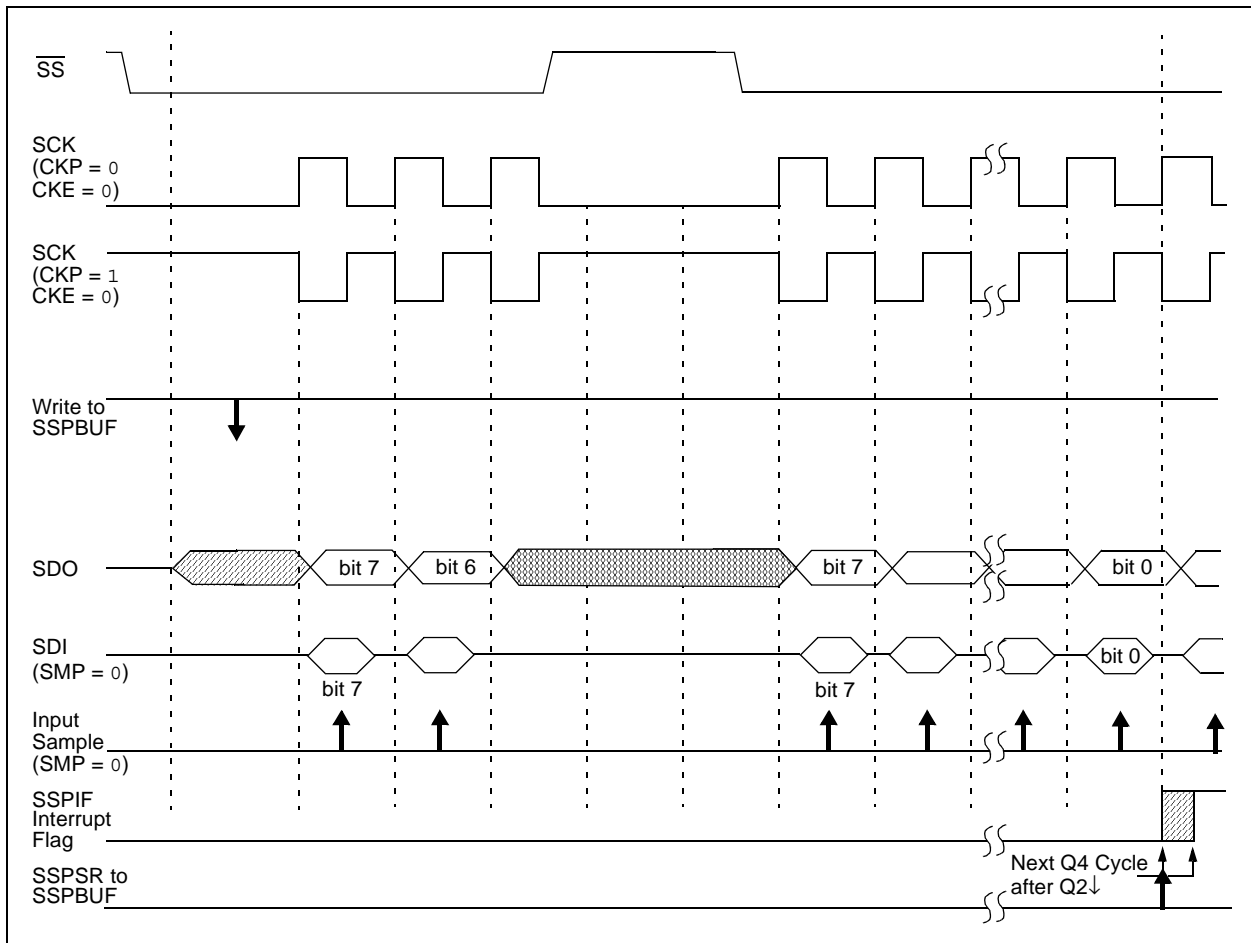 SS
SCK
(CKP = 0
CKE = 0)
SCK
(CKP = 1
CKE = 0)
Write to
SSPBUF
SDO
bit 7
bit 6
bit 7
bit 0
SDI
(SMP = 0)
bit 7
bit 7
bit 0
Input
Sample
(SMP = 0)
SSPIF
Interrupt
Flag
SSPSR to
SSPBUF
Next Q4 Cycle
after Q2↓